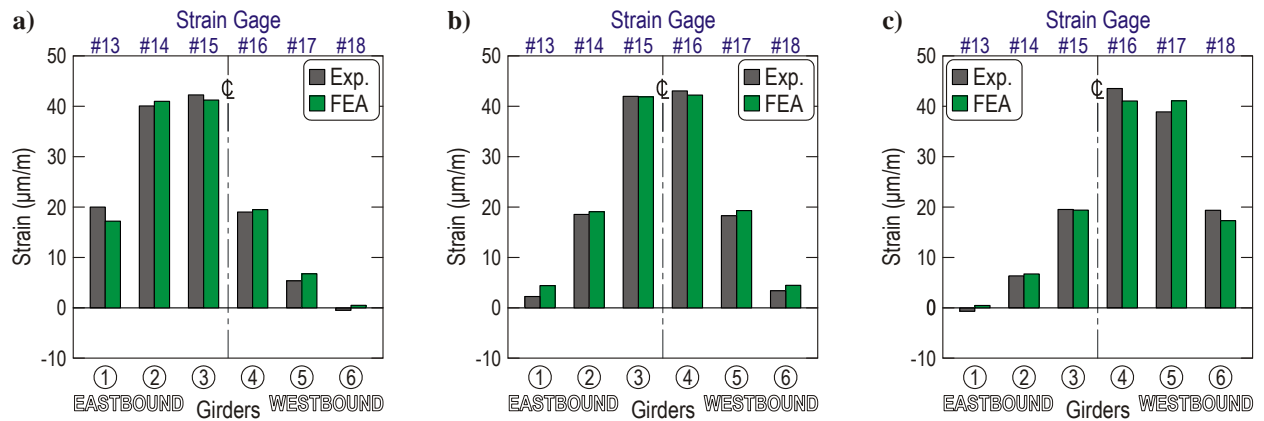 a)
Strain Gage
#13 #14 #15 #16 #17 #18
50
40
30
20
10
0
-10
Strain (µm/m)
℄
Exp.
FEA
1 2 3 4 5 6
EASTBOUND Girders WESTBOUND
b)
Strain Gage
#13 #14 #15 #16 #17 #18
50
40
30
20
10
0
-10
Strain (µm/m)
℄
Exp.
FEA
1 2 3 4 5 6
EASTBOUND Girders WESTBOUND
c)
Strain Gage
#13 #14 #15 #16 #17 #18
50
40
30
20
10
0
-10
Strain (µm/m)
Exp.
FEA
℄
1 2 3 4 5 6
EASTBOUND Girders WESTBOUND